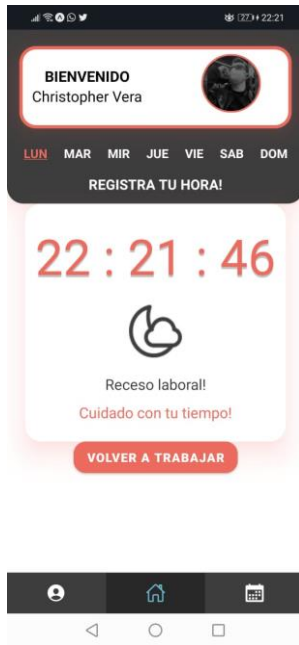 27 22:21
BIENVENIDO
Christopher Vera
LUN MAR MIR JUE VIE SAB DOM
REGISTRA TU HORA!
22 : 21 : 46
Receso laboral!
Cuidado con tu tiempo!
VOLVER A TRABAJAR